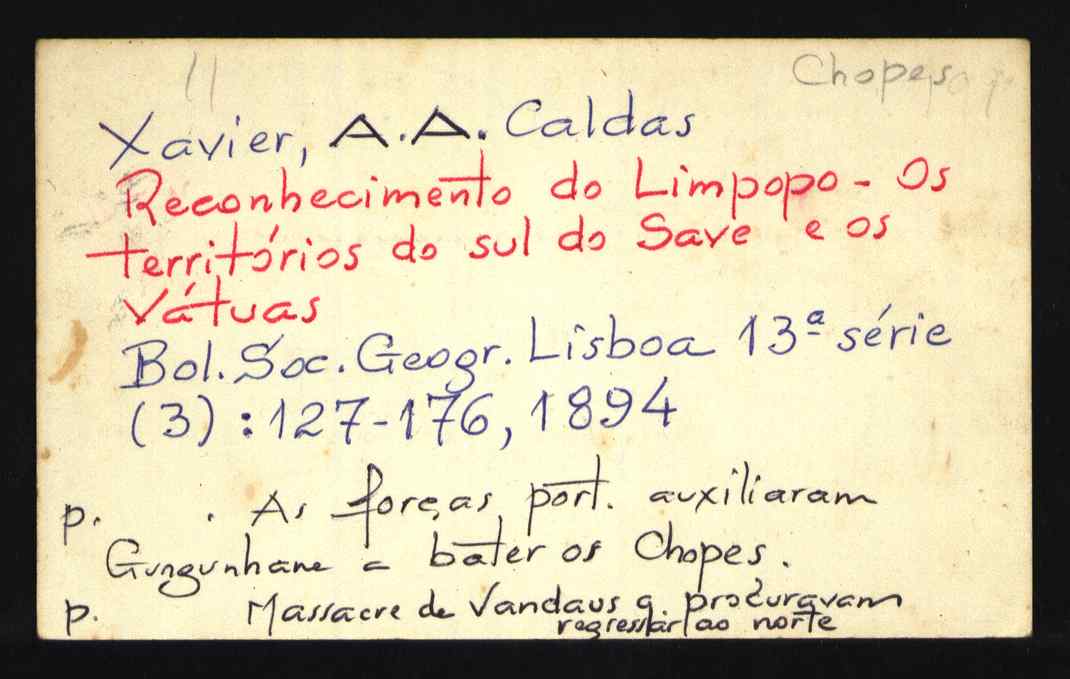 11
Chopes
Xavier, A.A. Caldas
Reconhecimento do Limpopo - Os
territórios do sul do Save e os
Vátuas
Bol. Soc. Geogr. Lisboa 13ª série
(3) : 127-176, 1894
p. . As forças port. auxiliaram
Gungunhane a bater os Chopes.
p. Massacre de Vandaus q. procuravam
regressar ao norte